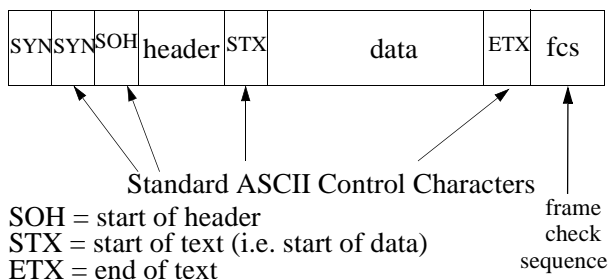 SYN SYN SOH header STX data ETX fcs
Standard ASCII Control Characters
SOH = start of header
STX = start of text (i.e. start of data)
ETX = end of text
frame
check
sequence